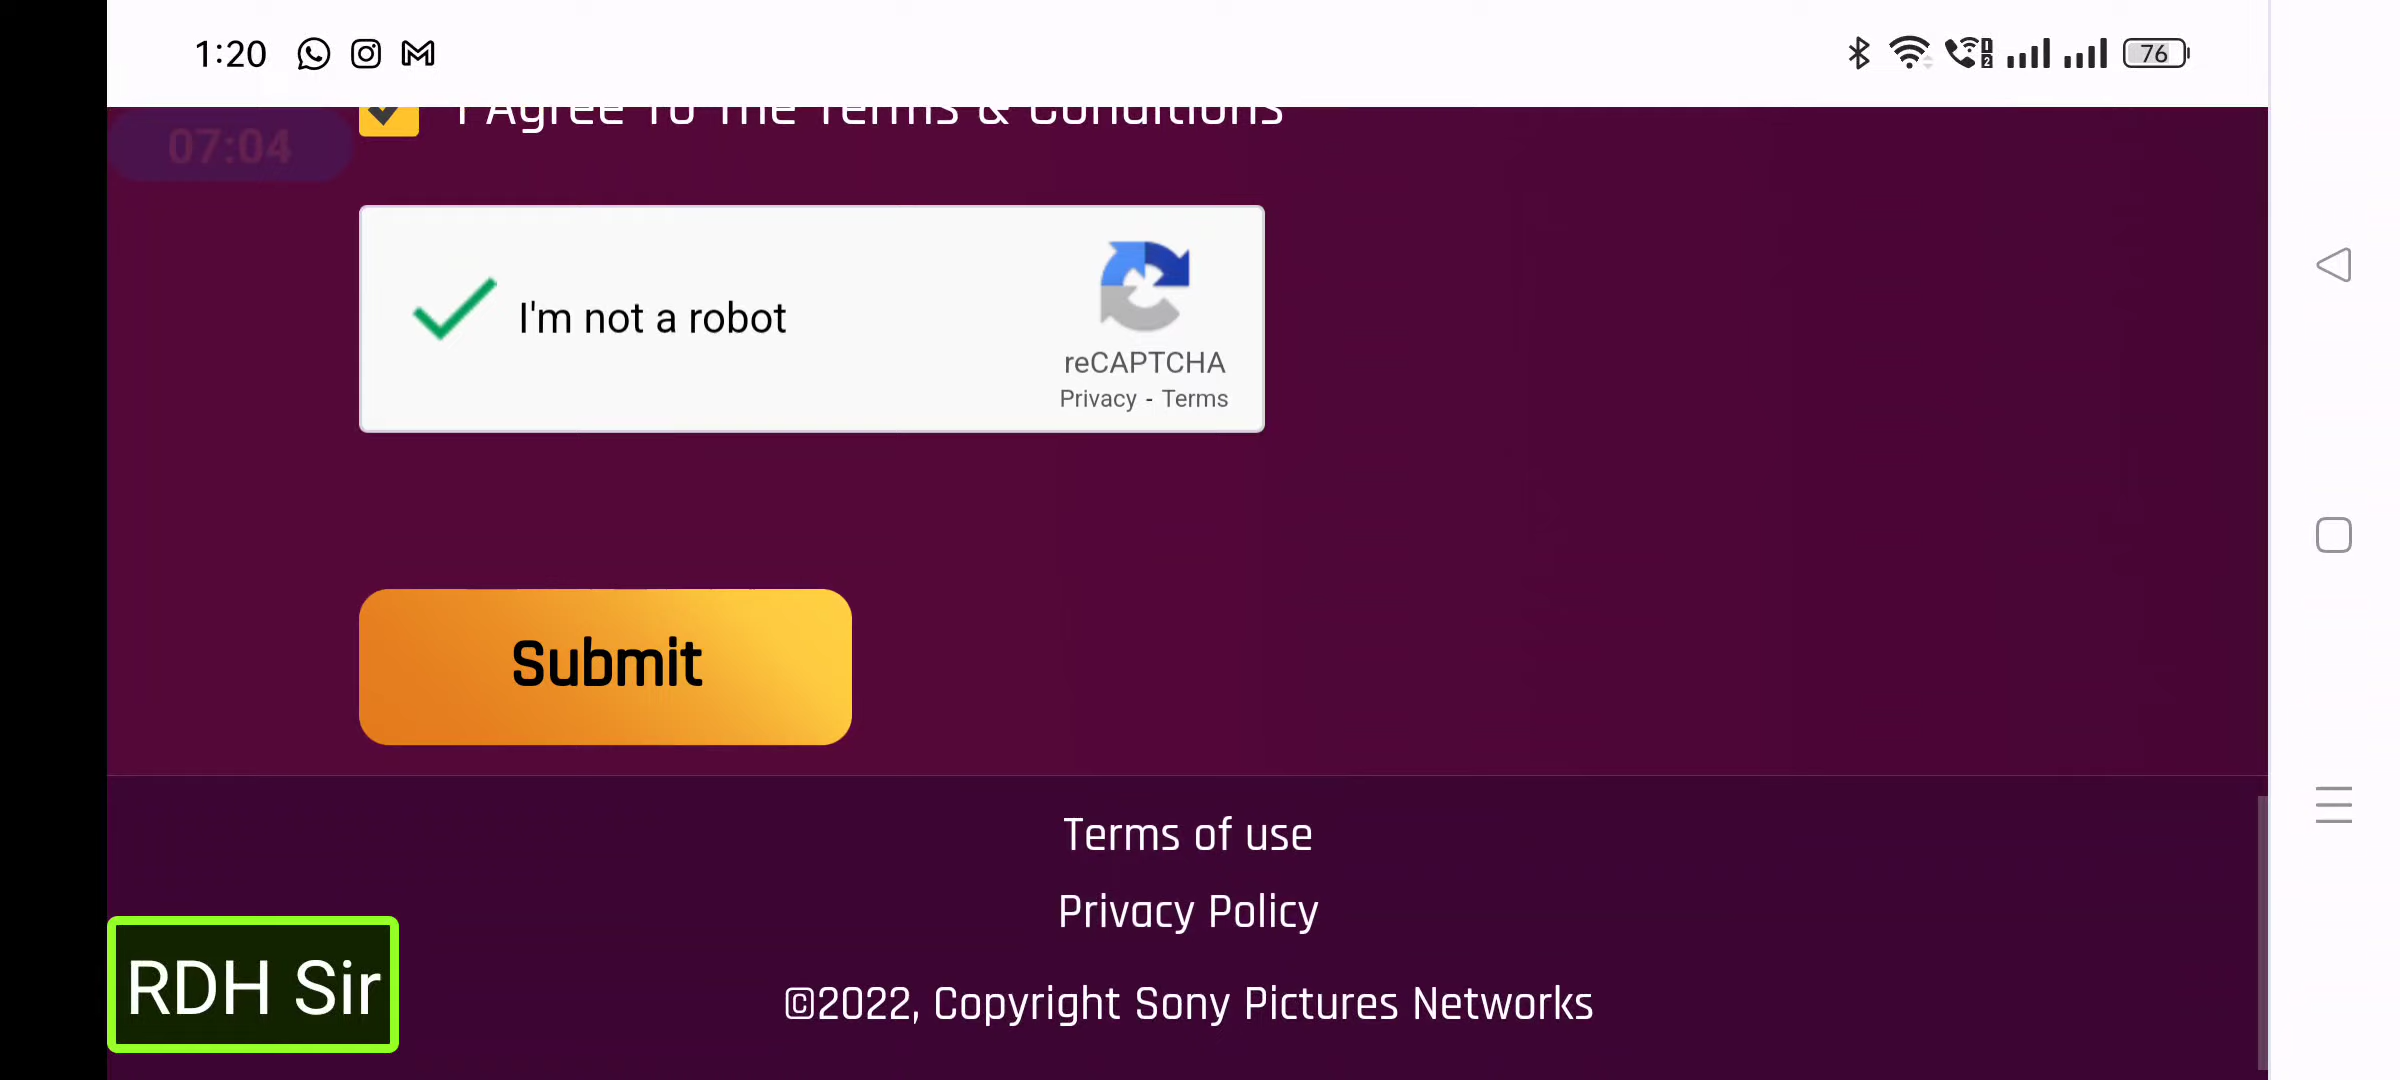 1:20
76
I Agree To The Terms & Conditions
07:04
I'm not a robot
reCAPTCHA
Privacy - Terms
Submit
Terms of use
Privacy Policy
RDH Sir
©2022, Copyright Sony Pictures Networks